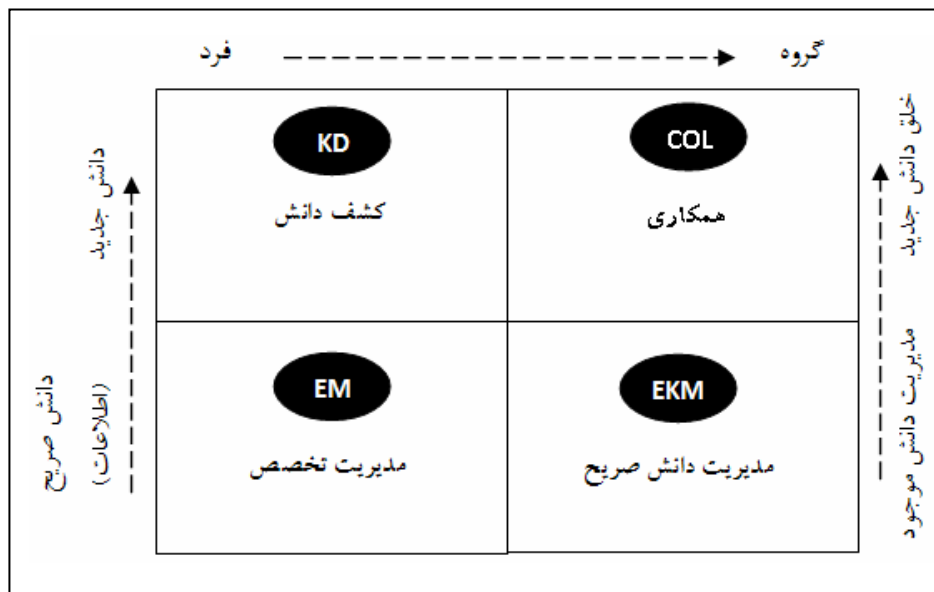 گروه
فرد
COL
همکاری
KD
کشف دانش
EKM
مدیریت دانش صریح
EM
مدیریت تخصص
خلق دانش جدید
مدیریت دانش موجود
دانش جدید
دانش صریح
(اطلاعات)